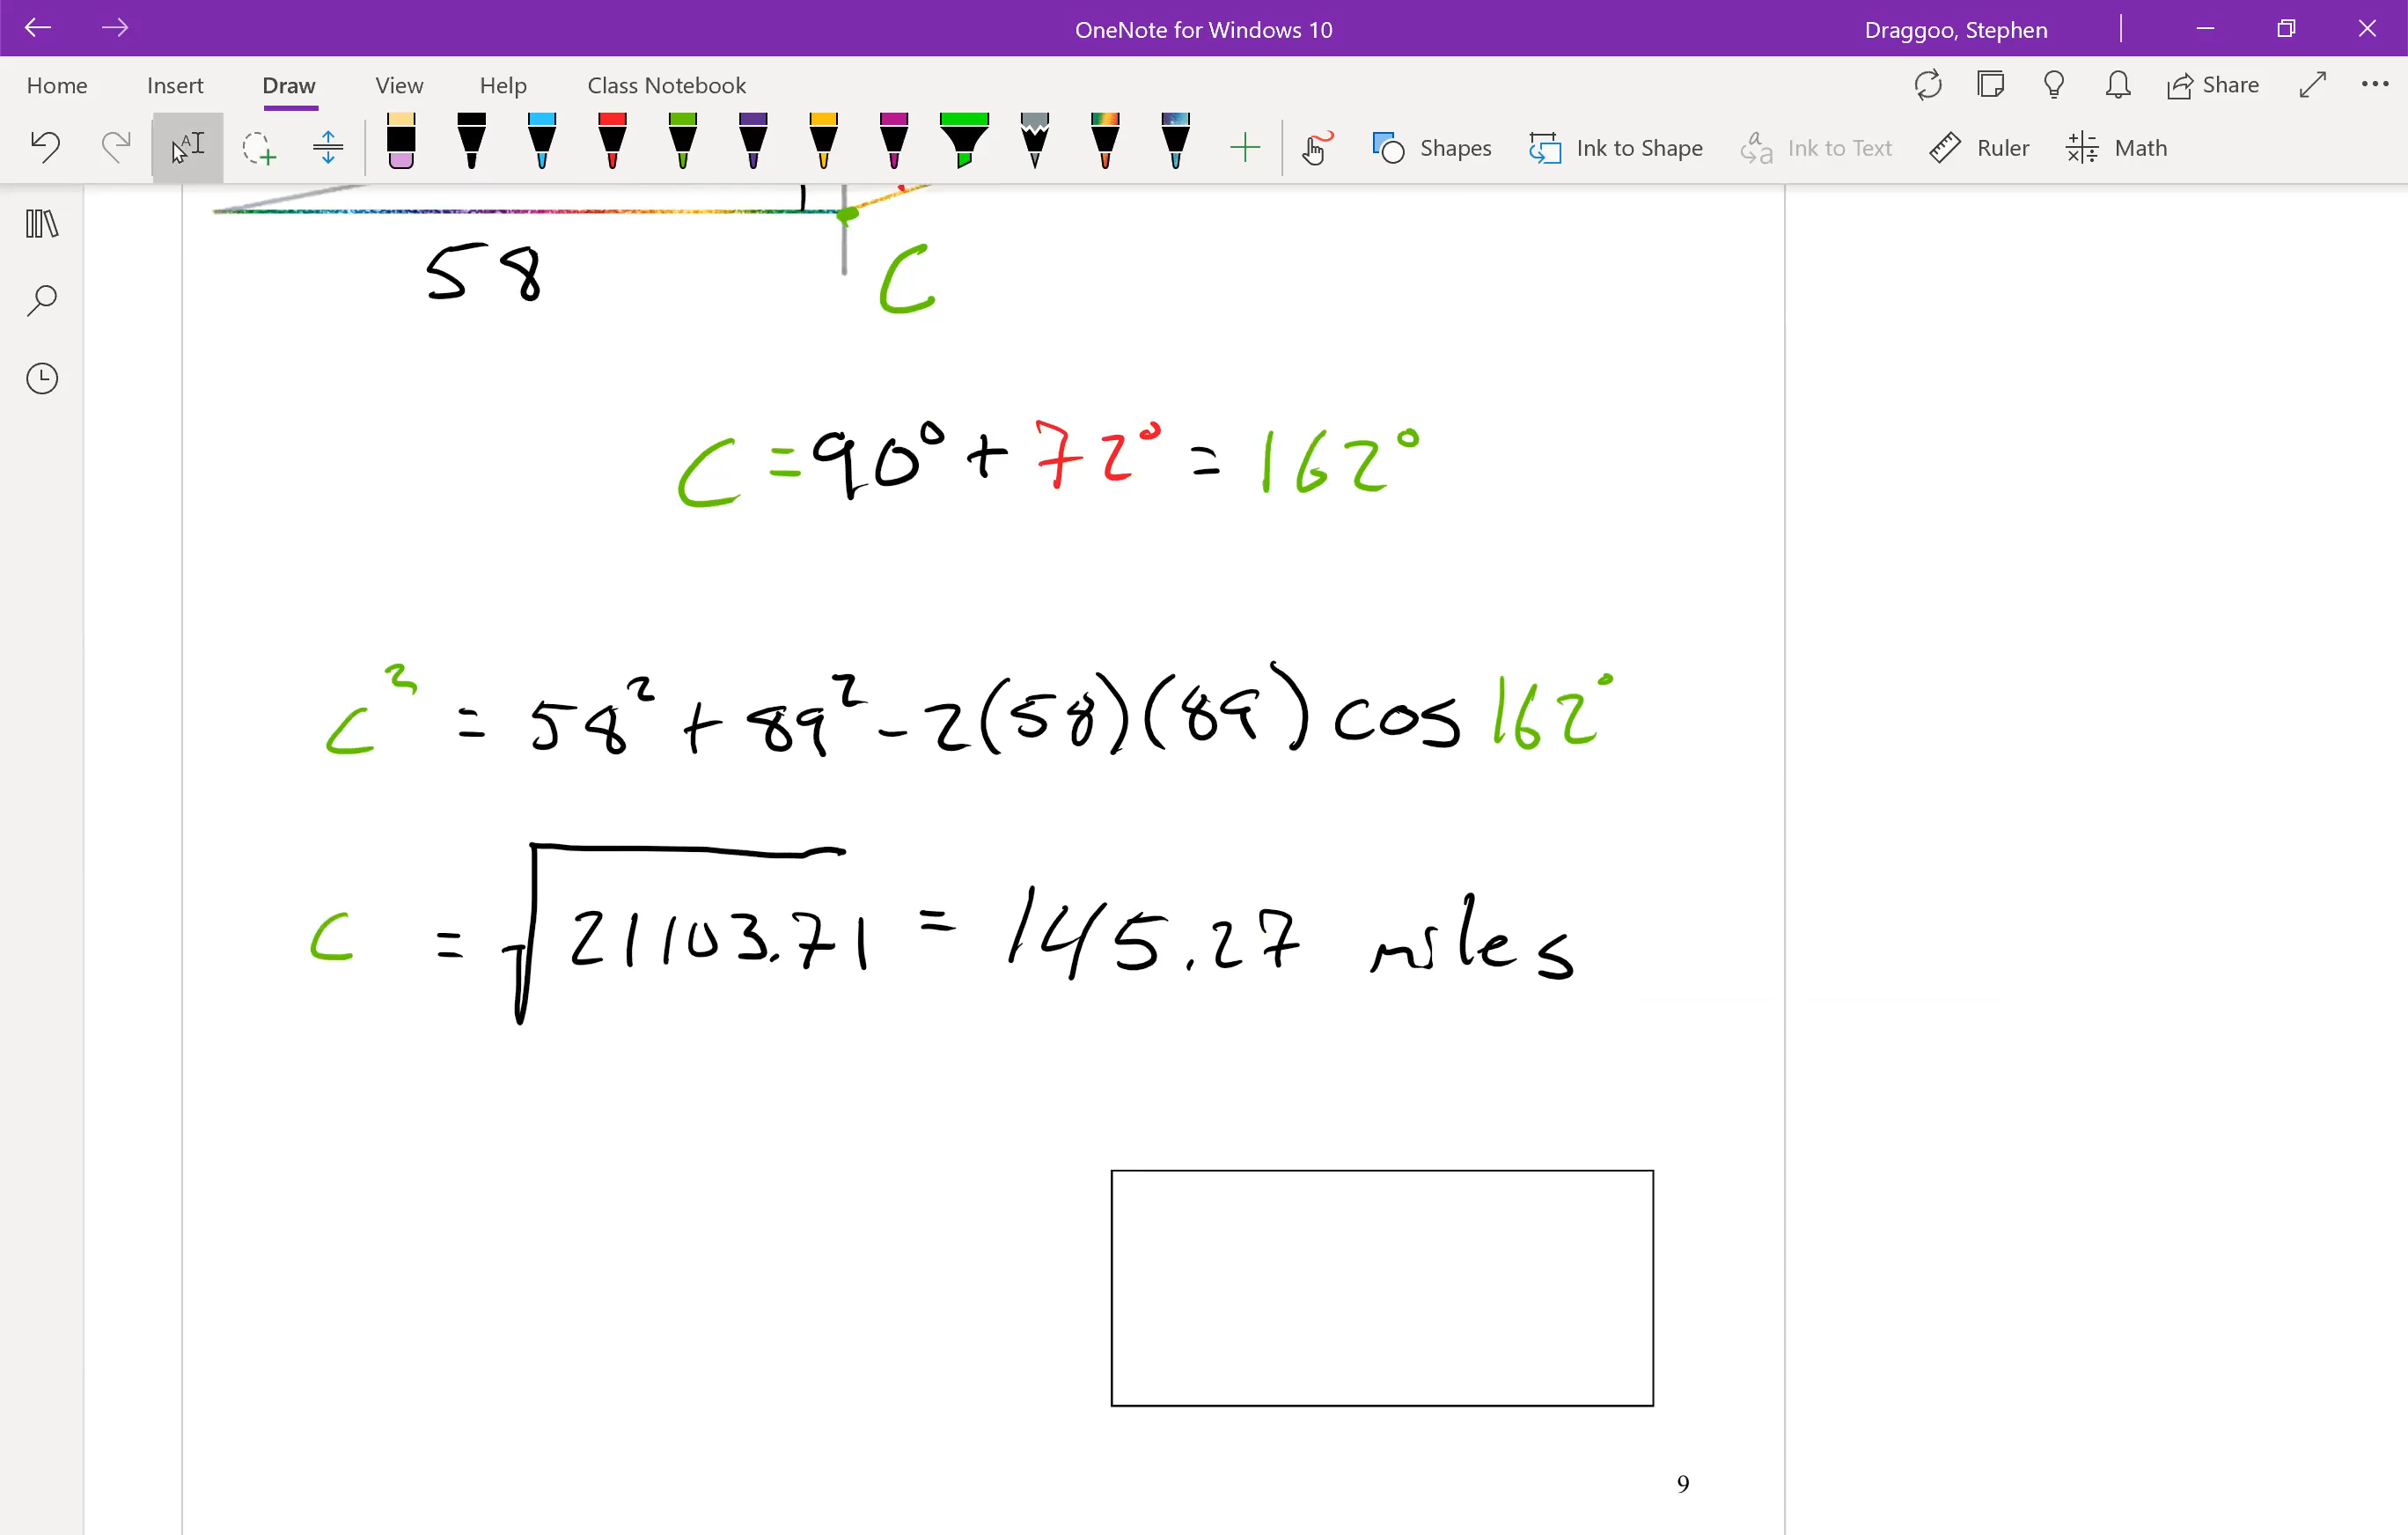 OneNote for Windows 10
Draggoo, Stephen
Home Insert Draw View Help Class Notebook
Share
Shapes Ink to Shape Ink to Text Ruler Math
58
C
C = 90° + 72° = 162°
c² = 58² + 89² - 2(58)(89) cos 162°
c = √21103.71 = 145.27 miles
9